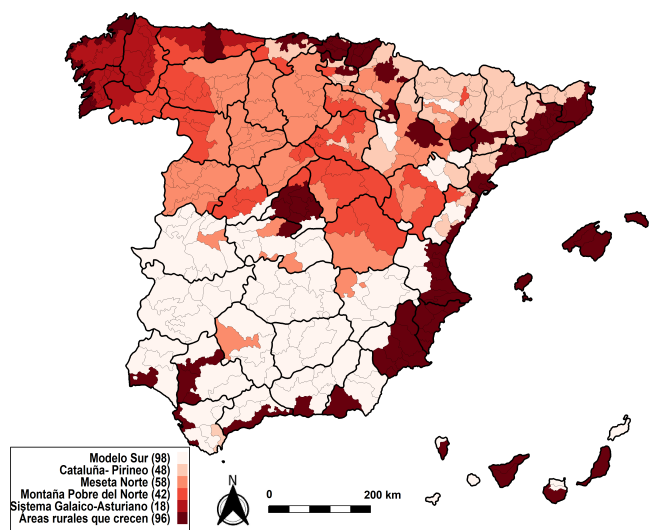 Modelo Sur (98)
Cataluña- Pirineo (48)
Meseta Norte (58)
Montaña Pobre del Norte (42)
Sistema Galaico-Asturiano (18)
Áreas rurales que crecen (96)
N
0 200 km